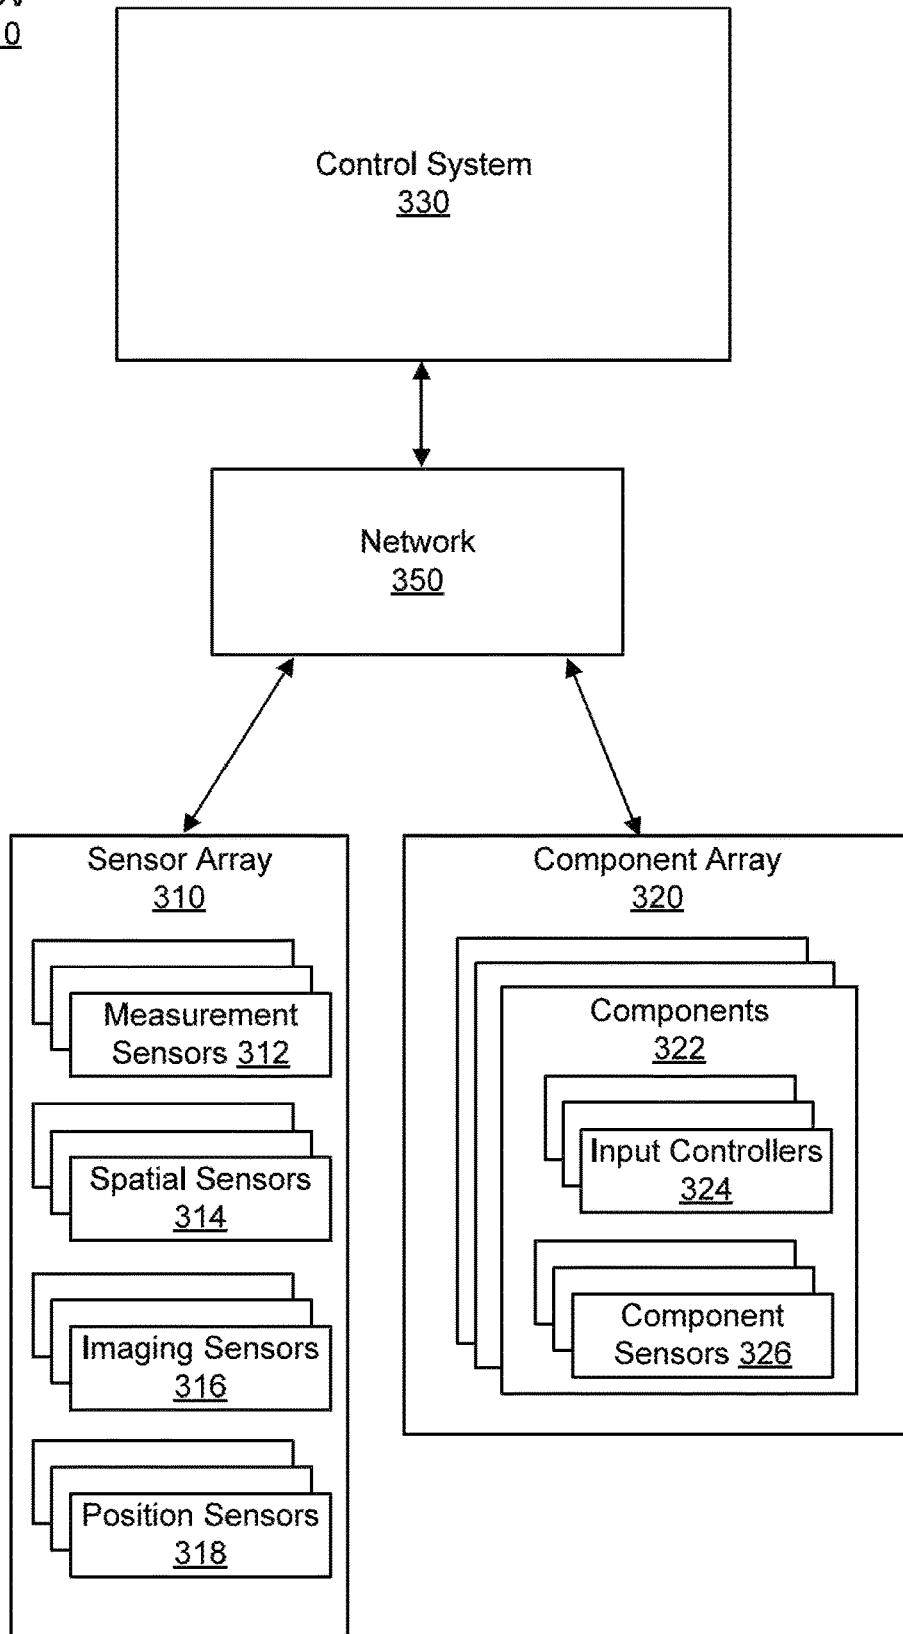 Control System
330
Network
350
Sensor Array
310
Measurement
Sensors 312
Spatial Sensors
314
Imaging Sensors
316
Position Sensors
318
Component Array
320
Components
322
Input Controllers
324
Component
Sensors 326